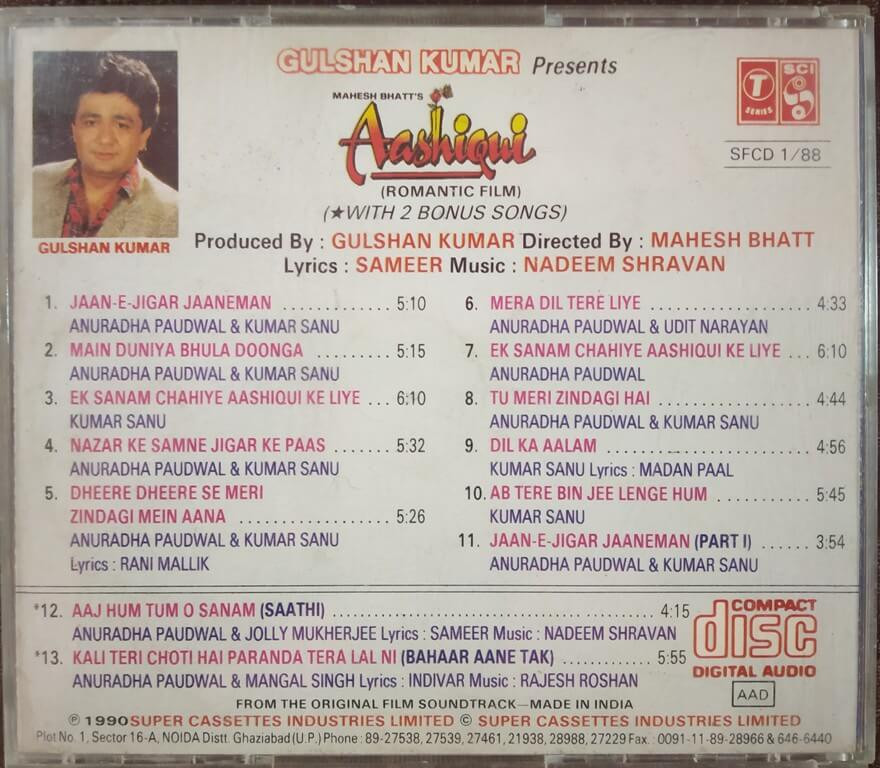 GULSHAN KUMAR Presents
MAHESH BHATT'S
Aashiqui
(ROMANTIC FILM)
(★WITH 2 BONUS SONGS)
T SERIES
SCI
SFCD 1/88
GULSHAN KUMAR
Produced By : GULSHAN KUMAR Directed By : MAHESH BHATT
Lyrics : SAMEER Music : NADEEM SHRAVAN
1. JAAN-E-JIGAR JAANEMAN .............. 5:10
ANURADHA PAUDWAL & KUMAR SANU
2. MAIN DUNIYA BHULA DOONGA ......... 5:15
ANURADHA PAUDWAL & KUMAR SANU
3. EK SANAM CHAHIYE AASHIQUI KE LIYE ... 6:10
KUMAR SANU
4. NAZAR KE SAMNE JIGAR KE PAAS ....... 5:32
ANURADHA PAUDWAL & KUMAR SANU
5. DHEERE DHEERE SE MERI
ZINDAGI MEIN AANA .................. 5:26
ANURADHA PAUDWAL & KUMAR SANU
Lyrics : RANI MALLIK
6. MERA DIL TERE LIYE ................... 4:33
ANURADHA PAUDWAL & UDIT NARAYAN
7. EK SANAM CHAHIYE AASHIQUI KE LIYE ... 6:10
ANURADHA PAUDWAL
8. TU MERI ZINDAGI HAI .................. 4:44
ANURADHA PAUDWAL & KUMAR SANU
9. DIL KA AALAM ........................ 4:56
KUMAR SANU Lyrics : MADAN PAAL
10. AB TERE BIN JEE LENGE HUM ........... 5:45
KUMAR SANU
11. JAAN-E-JIGAR JAANEMAN (PART I) ...... 3:54
ANURADHA PAUDWAL & KUMAR SANU
*12. AAJ HUM TUM O SANAM (SAATHI) .......................................... 4:15
ANURADHA PAUDWAL & JOLLY MUKHERJEE Lyrics : SAMEER Music : NADEEM SHRAVAN
*13. KALI TERI CHOTI HAI PARANDA TERA LAL NI (BAHAAR AANE TAK) ............ 5:55
ANURADHA PAUDWAL & MANGAL SINGH Lyrics : INDIVAR Music : RAJESH ROSHAN
COMPACT
disc
DIGITAL AUDIO
AAD
FROM THE ORIGINAL FILM SOUNDTRACK—MADE IN INDIA
℗ 1990 SUPER CASSETTES INDUSTRIES LIMITED © SUPER CASSETTES INDUSTRIES LIMITED
Plot No. 1, Sector 16-A, NOIDA Distt. Ghaziabad (U.P.) Phone : 89-27538, 27539, 27461, 21938, 28988, 27229 Fax : 0091-11-89-28966 & 646-6440